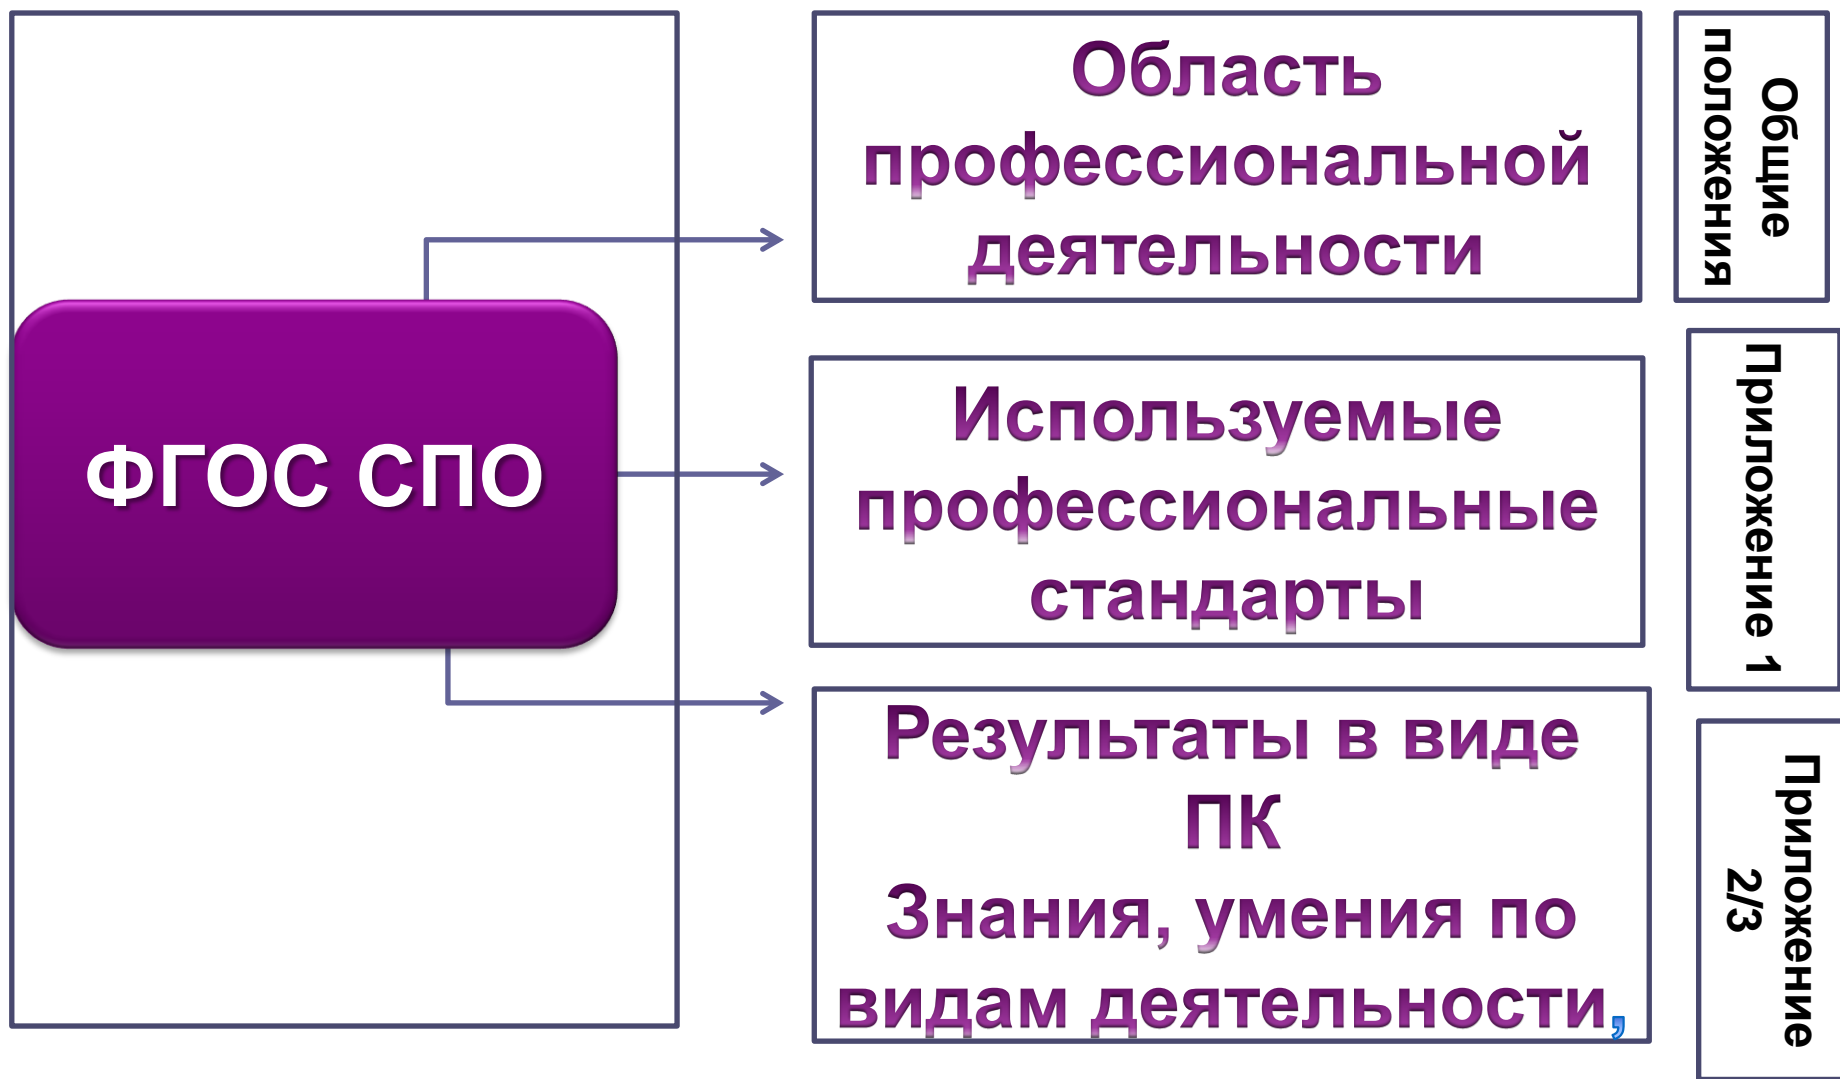 ФГОС СПО
Область
профессиональной
деятельности
Общие
положения
Используемые
профессиональные
стандарты
Приложение 1
Результаты в виде
ПК
Знания, умения по
видам деятельности,
Приложение
2/3